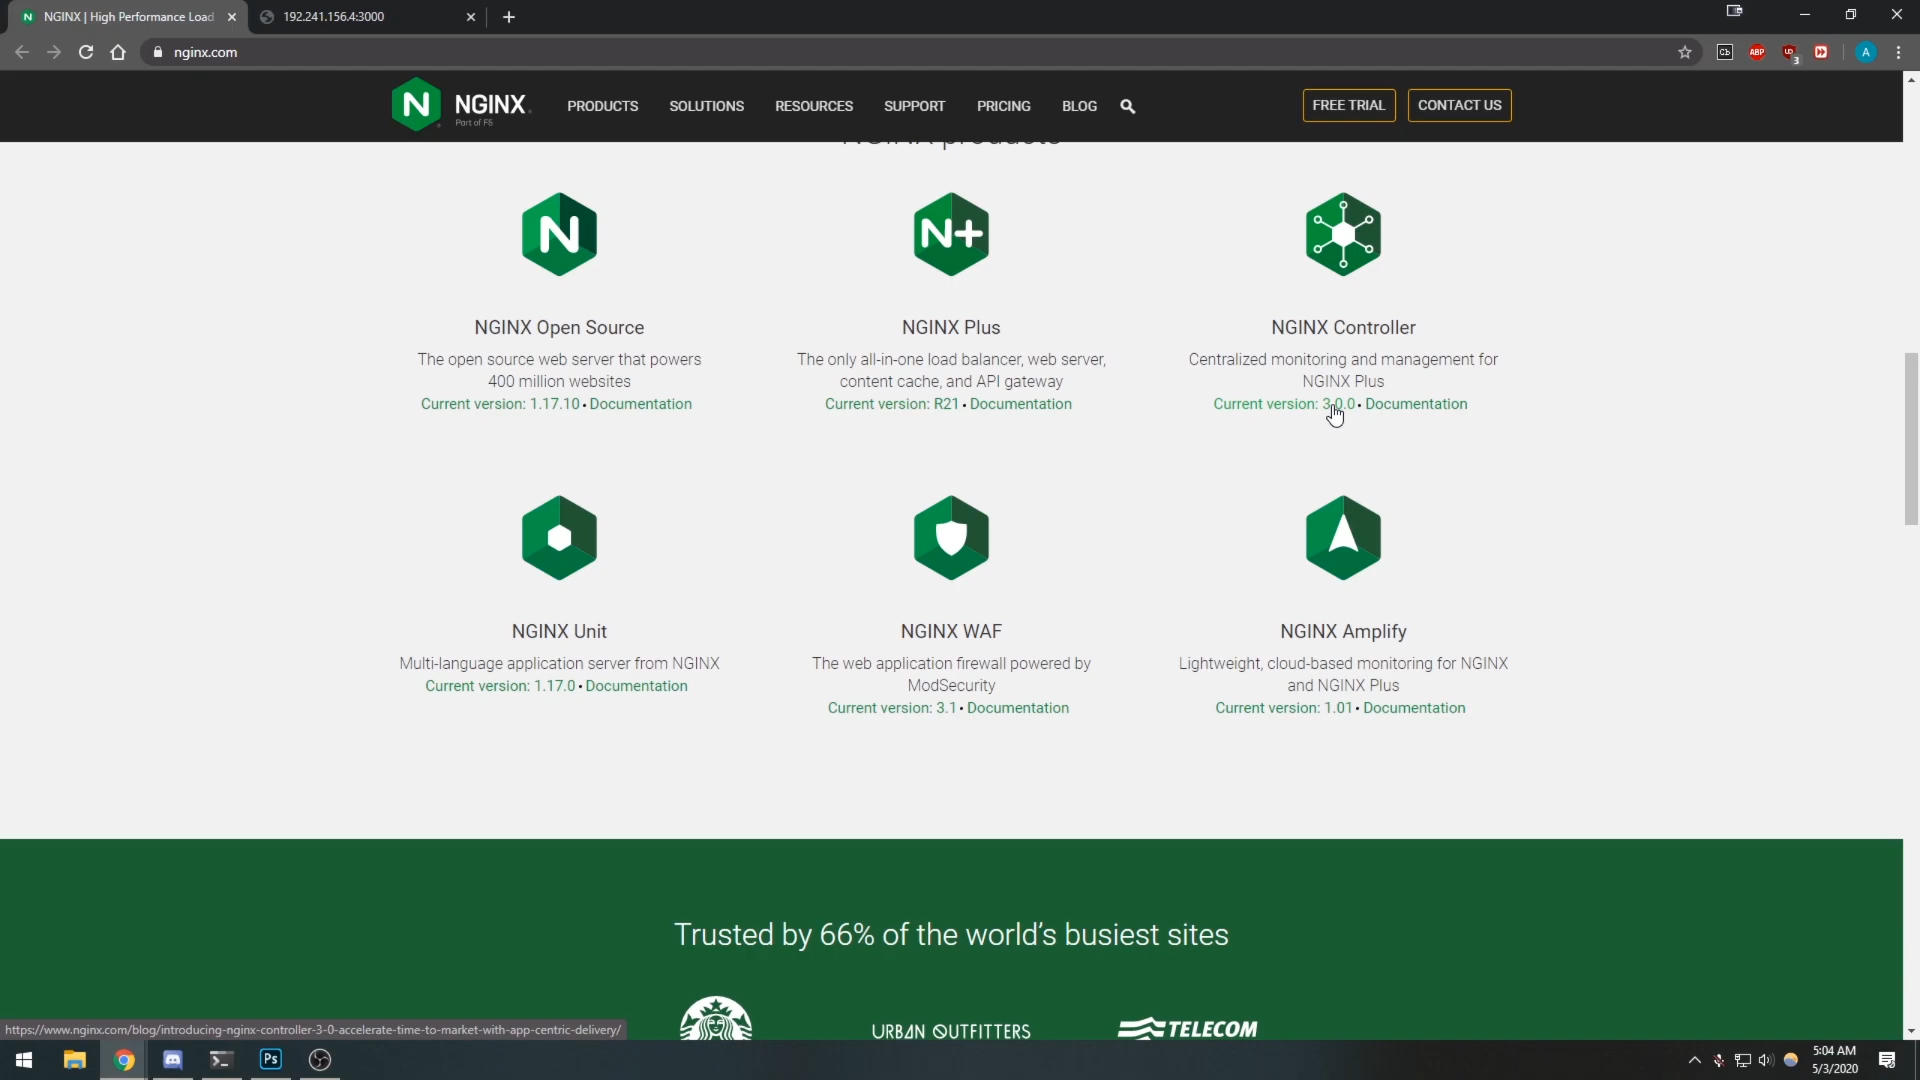 NGINX | High Performance Load
192.241.156.4:3000
nginx.com
Cb
ABP
UD
3
A
N
NGINX
Part of F5
PRODUCTS
SOLUTIONS
RESOURCES
SUPPORT
PRICING
BLOG
FREE TRIAL
CONTACT US
NGINX products
N
N+
NGINX Open Source
The open source web server that powers
400 million websites
Current version: 1.17.10 • Documentation
NGINX Plus
The only all-in-one load balancer, web server,
content cache, and API gateway
Current version: R21 • Documentation
NGINX Controller
Centralized monitoring and management for
NGINX Plus
Current version: 3.0.0 • Documentation
NGINX Unit
Multi-language application server from NGINX
Current version: 1.17.0 • Documentation
NGINX WAF
The web application firewall powered by
ModSecurity
Current version: 3.1 • Documentation
NGINX Amplify
Lightweight, cloud-based monitoring for NGINX
and NGINX Plus
Current version: 1.01 • Documentation
Trusted by 66% of the world's busiest sites
URBAN OUTFITTERS
TELECOM
https://www.nginx.com/blog/introducing-nginx-controller-3-0-accelerate-time-to-market-with-app-centric-delivery/
Ps
5:04 AM
5/3/2020